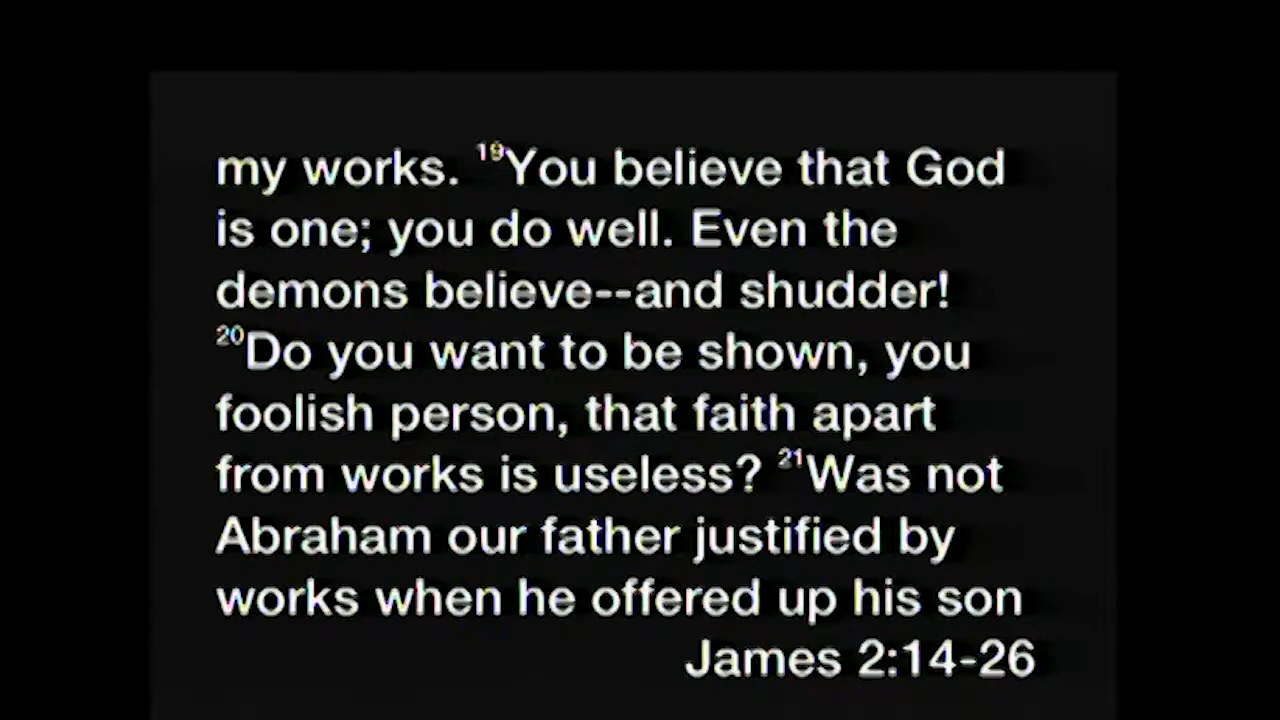 my works. 19You believe that God
is one; you do well. Even the
demons believe--and shudder!
20Do you want to be shown, you
foolish person, that faith apart
from works is useless? 21Was not
Abraham our father justified by
works when he offered up his son
James 2:14-26